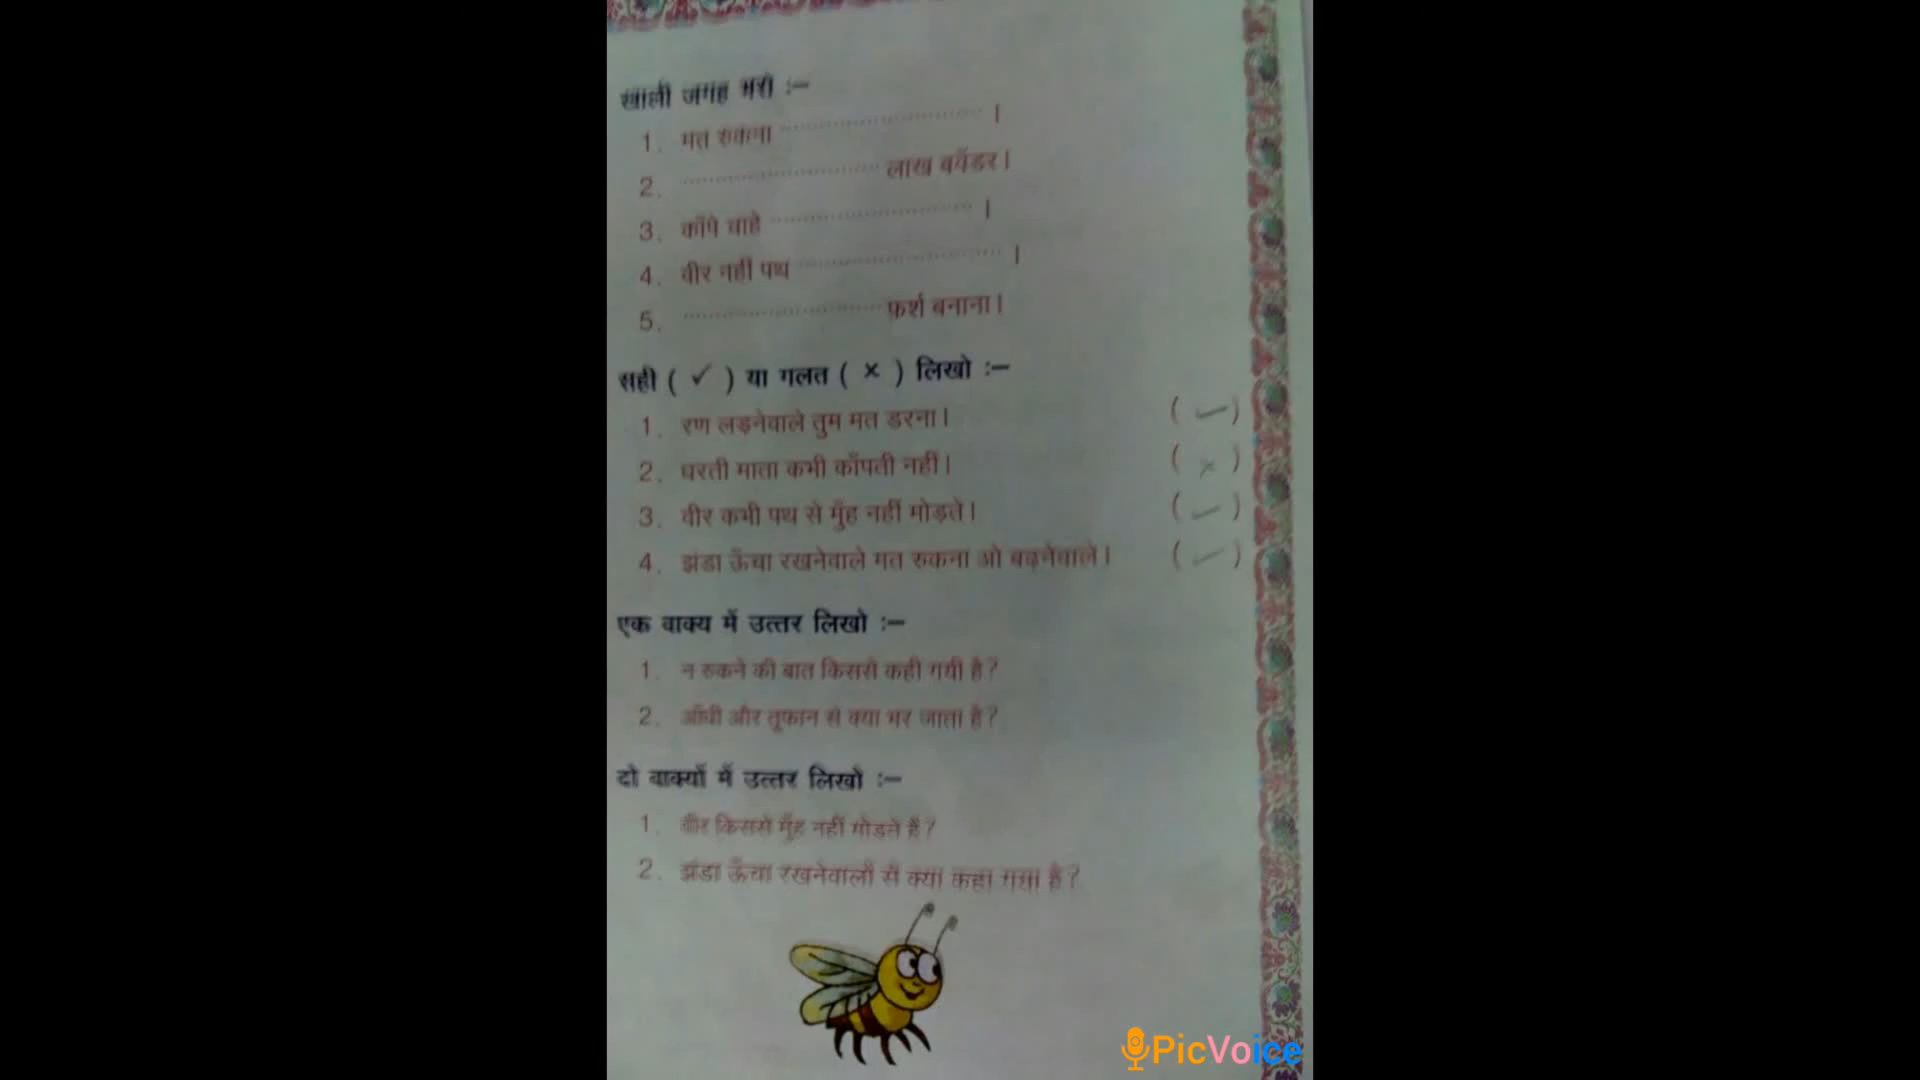 खाली जगह भरो :–
1. मत रुकना .............................. ।
2. .............................. लाख बवँडर।
3. काँपे चाहे .............................. ।
4. वीर नहीं पथ .............................. ।
5. .............................. फ़र्श बनाना।
सही ( ✓ ) या गलत ( × ) लिखो :–
1. रण लड़नेवाले तुम मत डरना। ( ✓ )
2. धरती माता कभी काँपती नहीं। ( × )
3. वीर कभी पथ से मुँह नहीं मोड़ते। ( ✓ )
4. झंडा ऊँचा रखनेवाले मत रुकना ओ बढ़नेवाले। ( ✓ )
एक वाक्य में उत्तर लिखो :–
1. न रुकने की बात किससे कही गयी है?
2. आँधी और तूफान से क्या भर जाता है?
दो वाक्यों में उत्तर लिखो :–
1. वीर किससे मुँह नहीं मोड़ते हैं?
2. झंडा ऊँचा रखनेवालों से क्या कहा गया है?
PicVoice